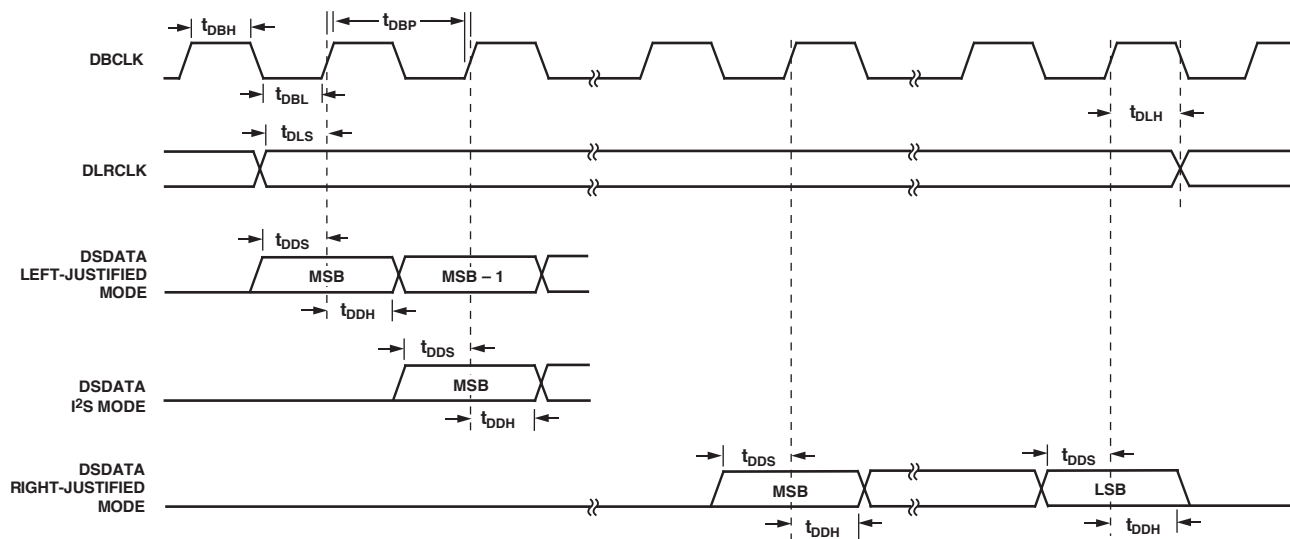 tDBH
tDBP
DBCLK
tDBL
tDLH
tDLS
DLRCLK
tDDS
DSDATA
LEFT-JUSTIFIED
MODE
MSB
MSB – 1
tDDH
tDDS
DSDATA
I²S MODE
MSB
tDDH
tDDS
tDDS
DSDATA
RIGHT-JUSTIFIED
MODE
MSB
LSB
tDDH
tDDH